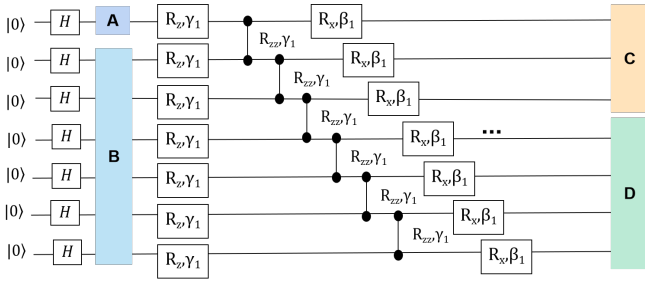 |0⟩ H A R_z,γ_1 R_x,β_1
R_zz,γ_1
|0⟩ H R_z,γ_1 R_x,β_1 C
R_zz,γ_1
|0⟩ H R_z,γ_1 R_x,β_1
R_zz,γ_1
|0⟩ H R_z,γ_1 R_x,β_1 ...
B R_zz,γ_1
|0⟩ H R_z,γ_1 R_x,β_1 D
R_zz,γ_1
|0⟩ H R_z,γ_1 R_x,β_1
R_zz,γ_1
|0⟩ H R_z,γ_1 R_x,β_1